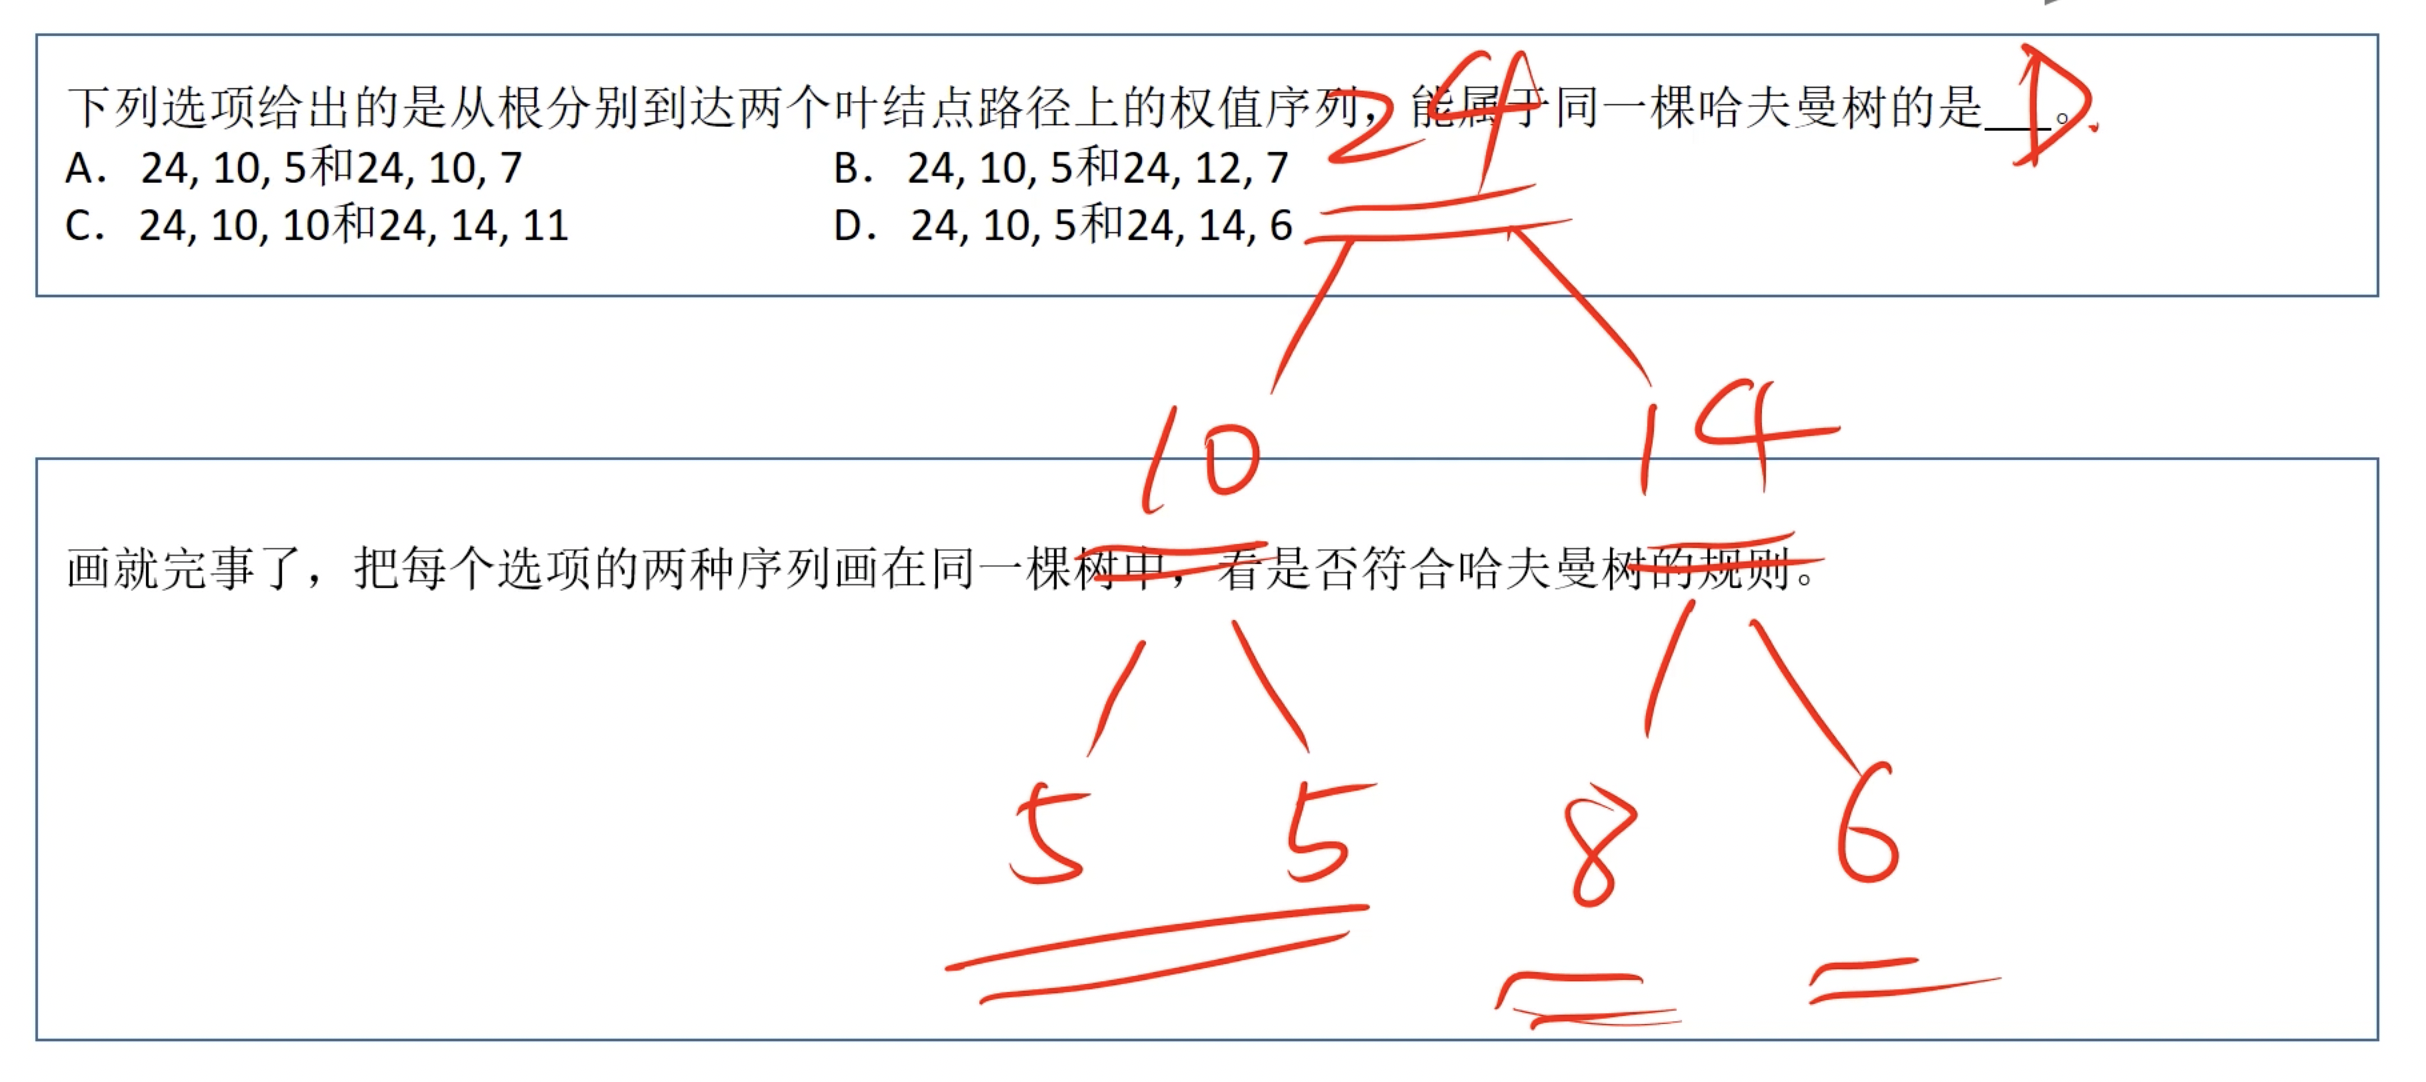 下列选项给出的是从根分别到达两个叶结点路径上的权值序列，能属于同一棵哈夫曼树的是___。
D.
A. 24, 10, 5和24, 10, 7
B. 24, 10, 5和24, 12, 7
C. 24, 10, 10和24, 14, 11
D. 24, 10, 5和24, 14, 6
24
10 14
画就完事了，把每个选项的两种序列画在同一棵树中，看是否符合哈夫曼树的规则。
5 5 8 6